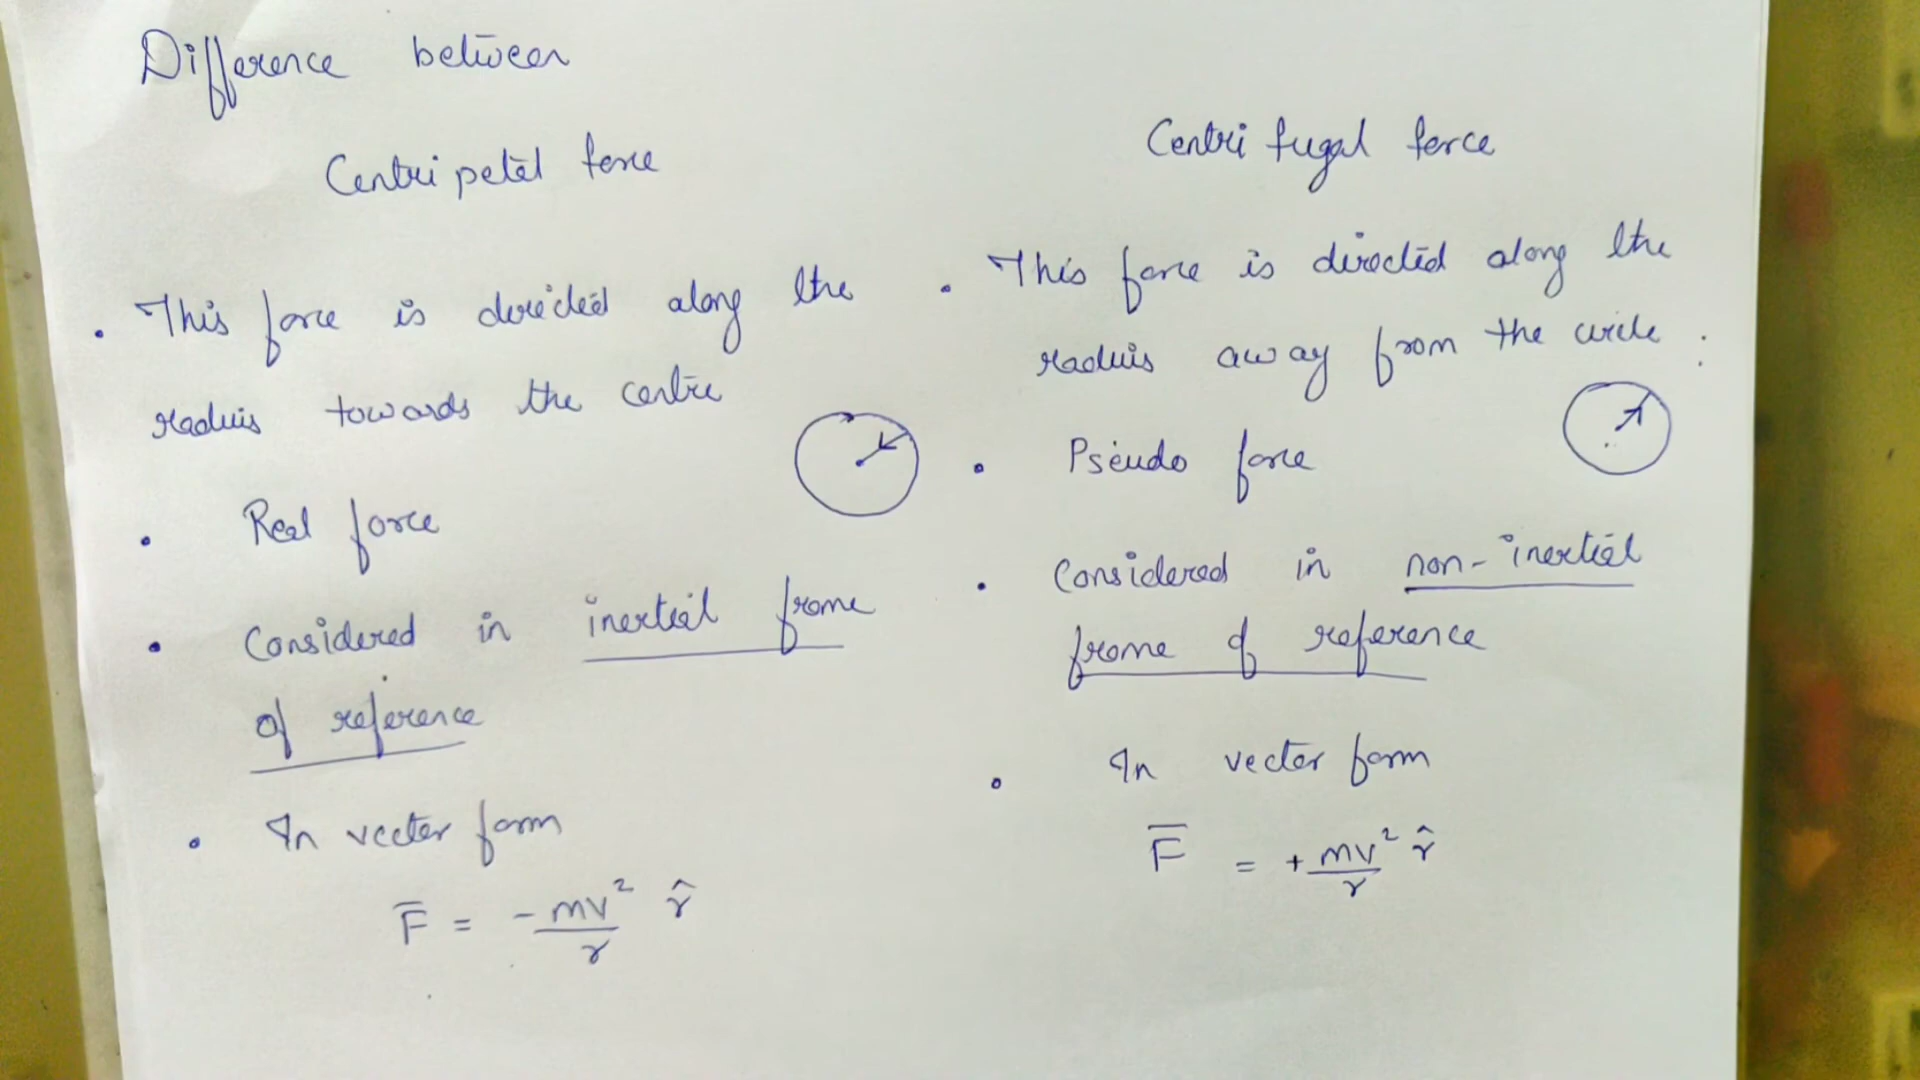 Difference between
Centripetal force
• This force is directed along the
radius towards the centre
• Real force
• Considered in inertial frame
of reference
• In vector form
F̅ = -mv²/r r̂
Centrifugal force
• This force is directed along the
radius away from the circle :
• Pseudo force
• Considered in non-inertial
frame of reference
• In vector form
F̅ = +mv²/r r̂